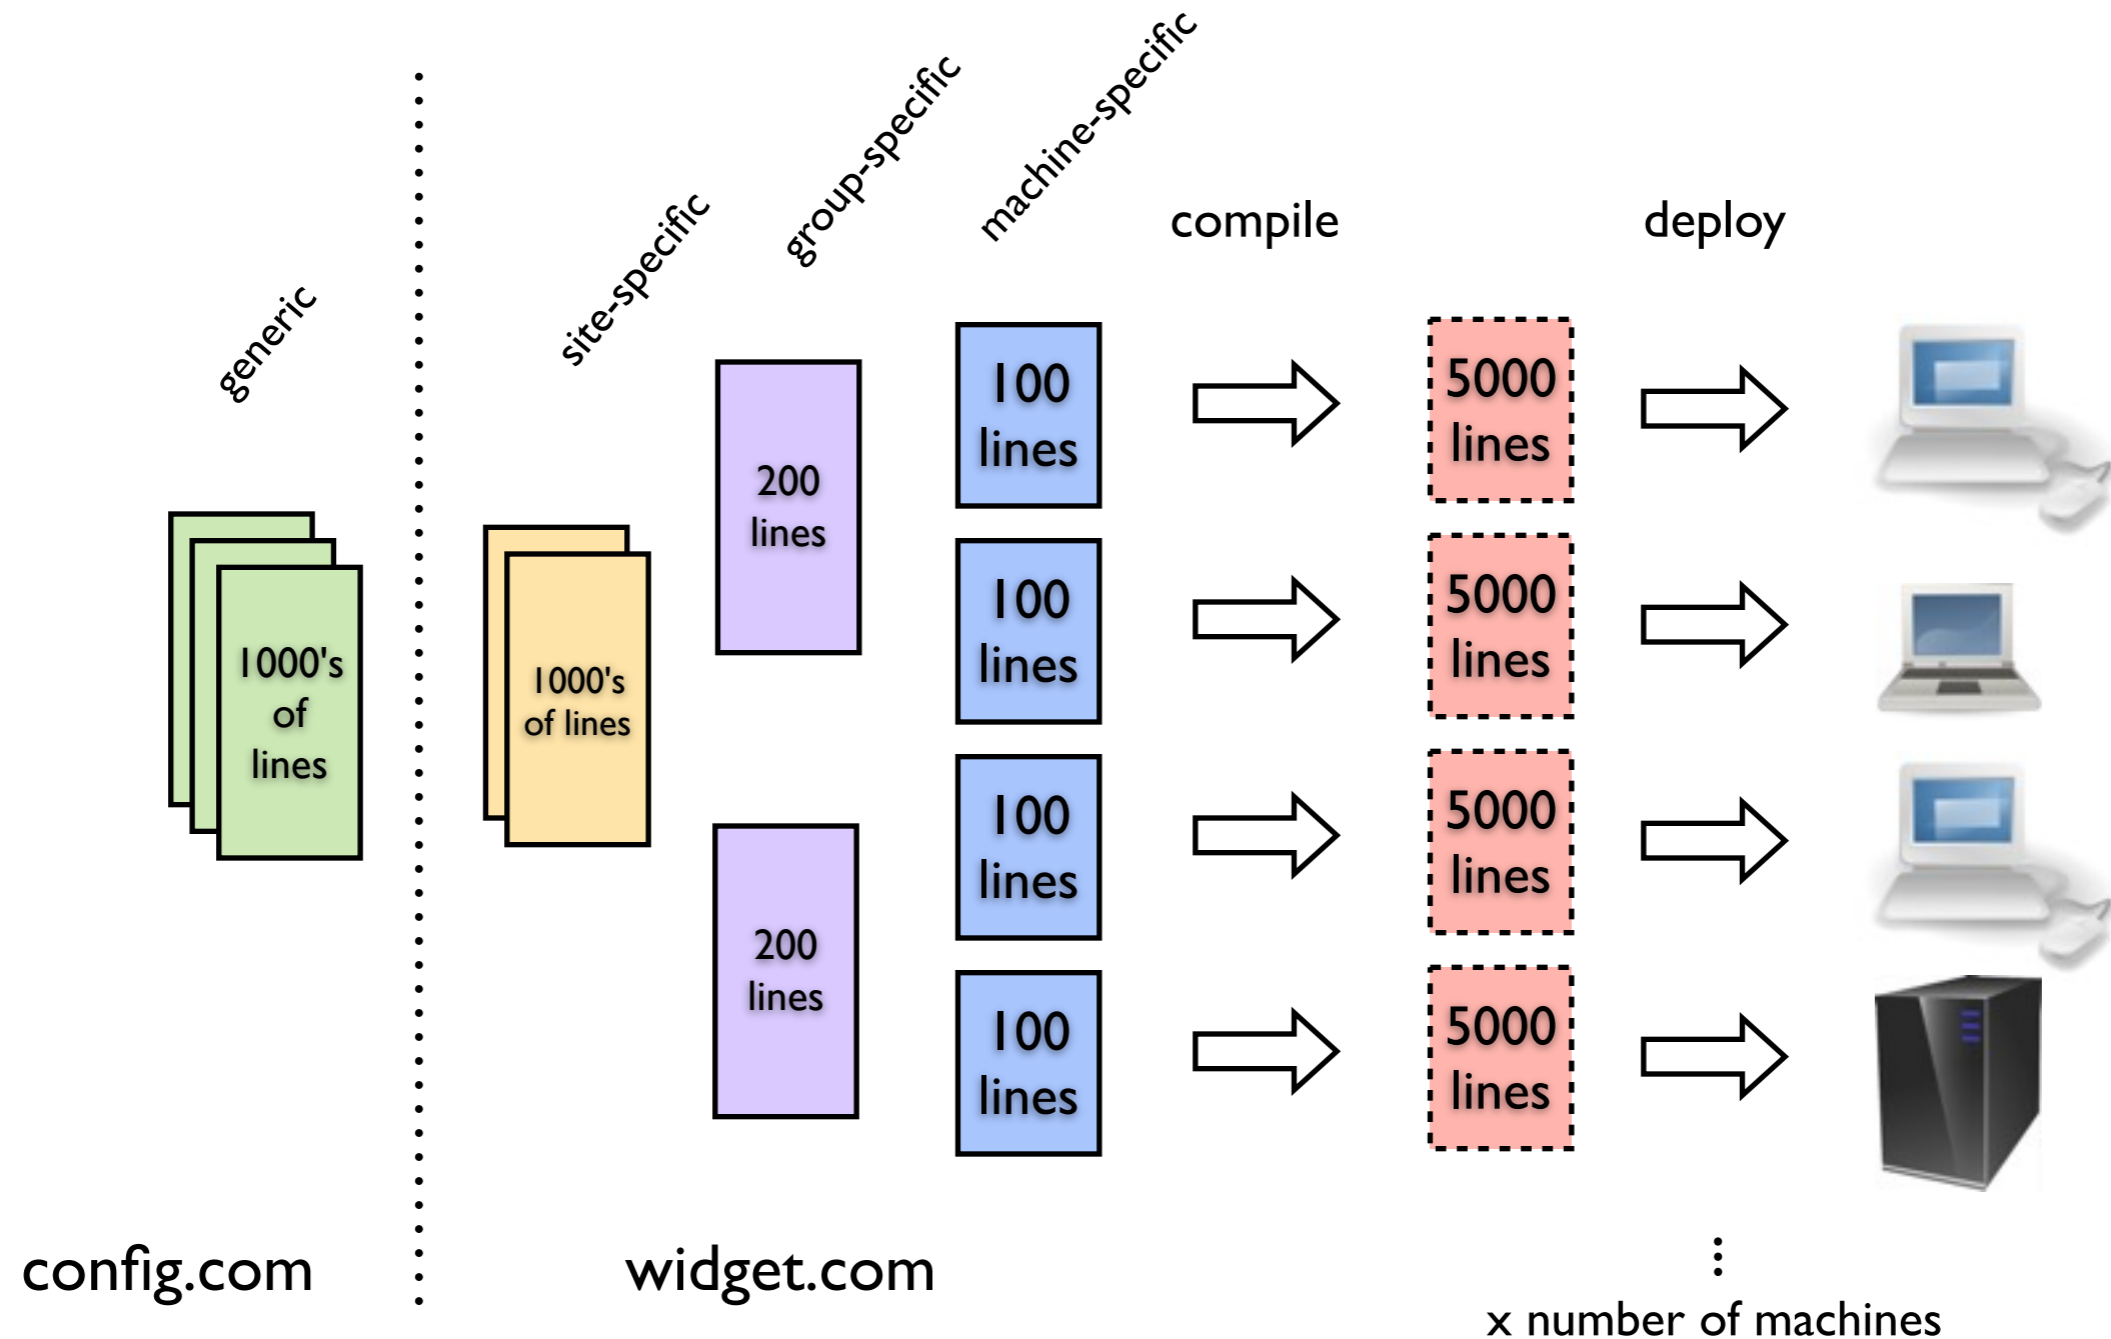 generic
site-specific
group-specific
machine-specific
compile
deploy
1000's
of
lines
1000's
of lines
200
lines
200
lines
100
lines
100
lines
100
lines
100
lines
5000
lines
5000
lines
5000
lines
5000
lines
config.com
widget.com
x number of machines